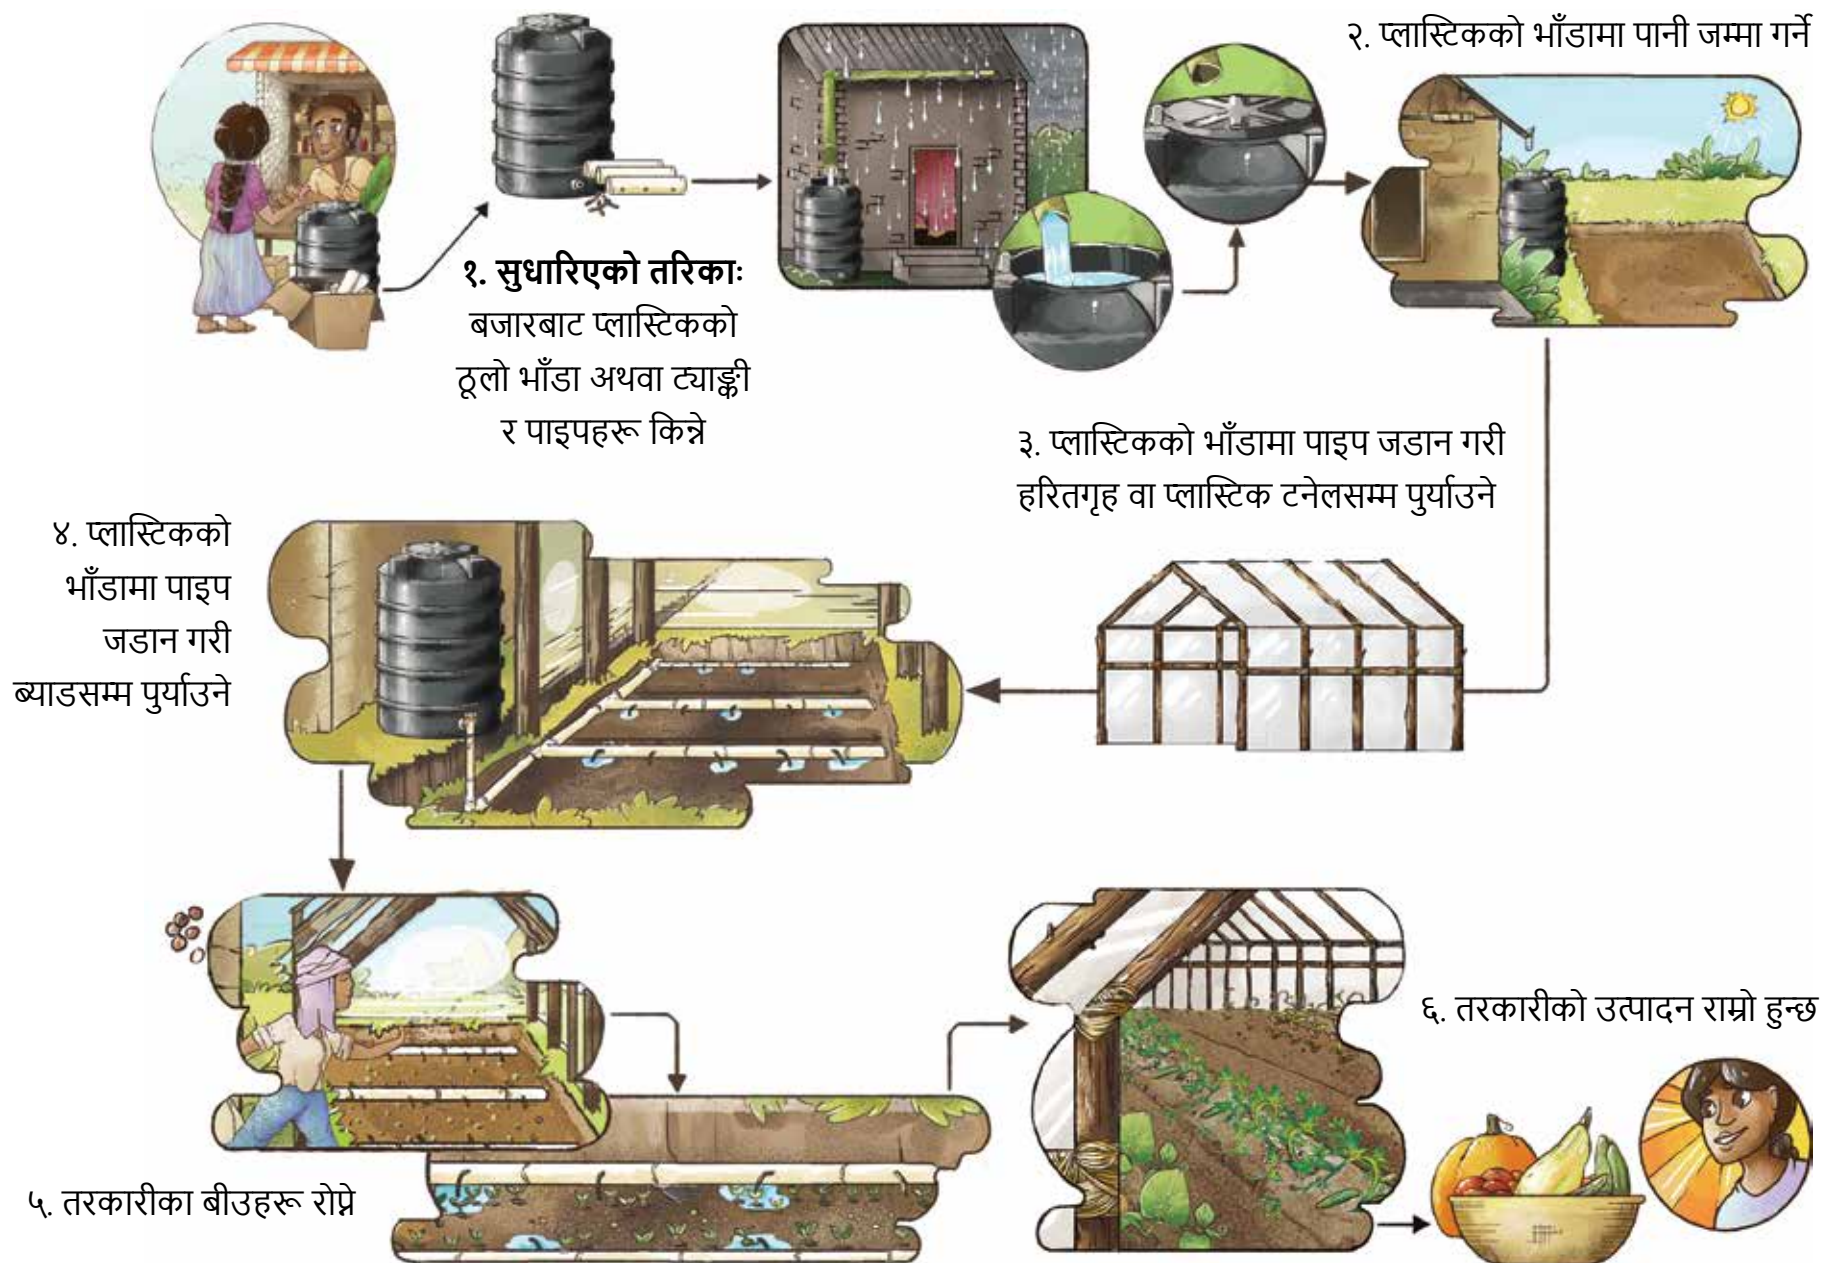 १. सुधारिएको तरिकाः
बजारबाट प्लास्टिकको
ठूलो भाँडा अथवा ट्याङ्की
र पाइपहरू किन्ने
२. प्लास्टिकको भाँडामा पानी जम्मा गर्ने
३. प्लास्टिकको भाँडामा पाइप जडान गरी
हरितगृह वा प्लास्टिक टनेलसम्म पुर्याउने
४. प्लास्टिकको
भाँडामा पाइप
जडान गरी
ब्याडसम्म पुर्याउने
५. तरकारीका बीउहरू रोप्ने
६. तरकारीको उत्पादन राम्रो हुन्छ